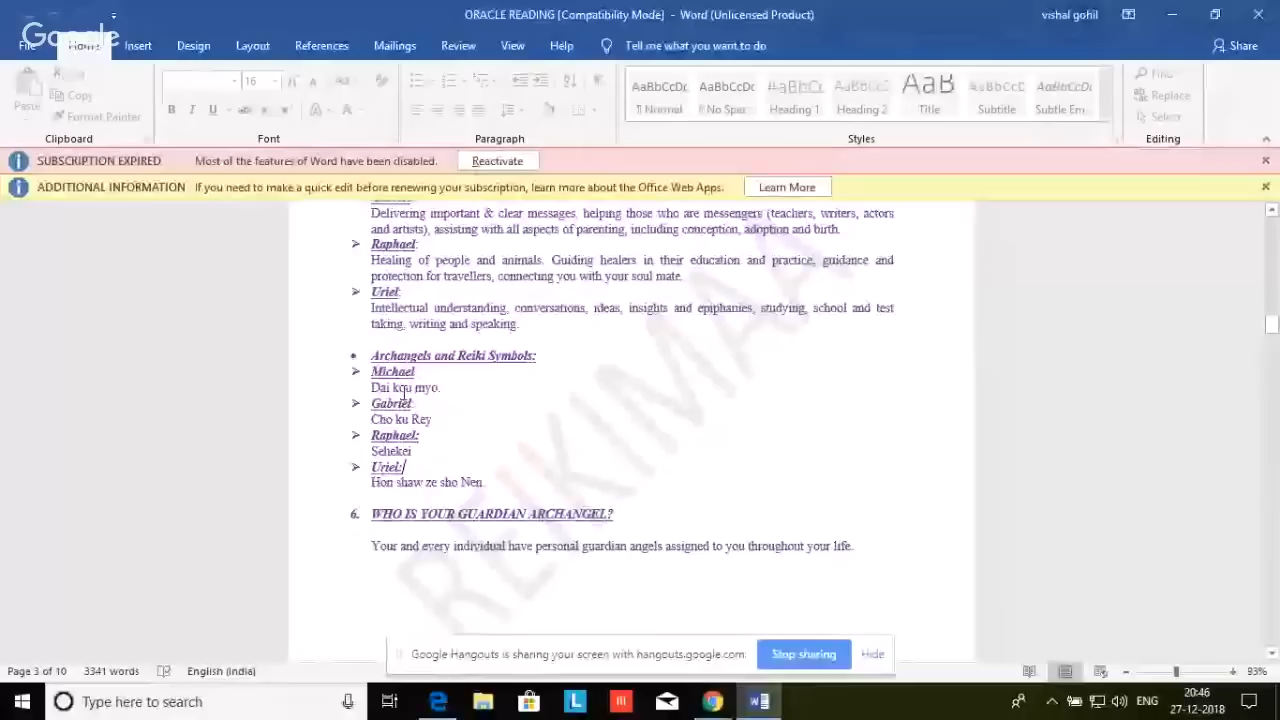 ORACLE READING [Compatibility Mode] - Word (Unlicensed Product)
vishal gohil
Google
File Home Insert Design Layout References Mailings Review View Help Tell me what you want to do Share
Paste
Copy
Format Painter
Clipboard
16
B I U
Font
Paragraph
AaBbCcDc ¶ Normal
AaBbCcDc ¶ No Spac
AaBbCc Heading 1
AaBbCc Heading 2
AaB Title
AaBbCcC Subtitle
AaBbCcDc Subtle Em
Styles
Find
Replace
Select
Editing
SUBSCRIPTION EXPIRED Most of the features of Word have been disabled. Reactivate
ADDITIONAL INFORMATION If you need to make a quick edit before renewing your subscription, learn more about the Office Web Apps. Learn More
Delivering important & clear messages, helping those who are messengers (teachers, writers, actors
and artists), assisting with all aspects of parenting, including conception, adoption and birth.
➢ Raphael:
Healing of people and animals. Guiding healers in their education and practice, guidance and
protection for travellers, connecting you with your soul mate.
➢ Uriel:
Intellectual understanding, conversations, ideas, insights and epiphanies, studying, school and test
taking, writing and speaking.
• Archangels and Reiki Symbols:
➢ Michael
Dai kou myo.
➢ Gabriel:
Cho ku Rey
➢ Raphael:
Sehekei
➢ Uriel:
Hon shaw ze sho Nen.
6. WHO IS YOUR GUARDIAN ARCHANGEL?
Your and every individual have personal guardian angels assigned to you throughout your life.
REIKIMAA
Google Hangouts is sharing your screen with hangouts.google.com. Stop sharing Hide
Page 3 of 10 3341 words English (India) 93%
Type here to search
ENG
20:46
27-12-2018